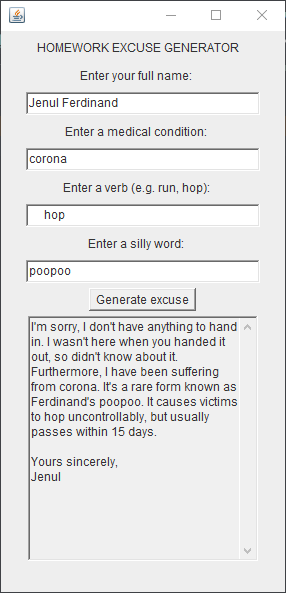 HOMEWORK EXCUSE GENERATOR
Enter your full name:
Jenul Ferdinand
Enter a medical condition:
corona
Enter a verb (e.g. run, hop):
hop
Enter a silly word:
poopoo
Generate excuse
I'm sorry, I don't have anything to hand
in. I wasn't here when you handed it
out, so didn't know about it.
Furthermore, I have been suffering
from corona. It's a rare form known as
Ferdinand's poopoo. It causes victims
to hop uncontrollably, but usually
passes within 15 days.
Yours sincerely,
Jenul